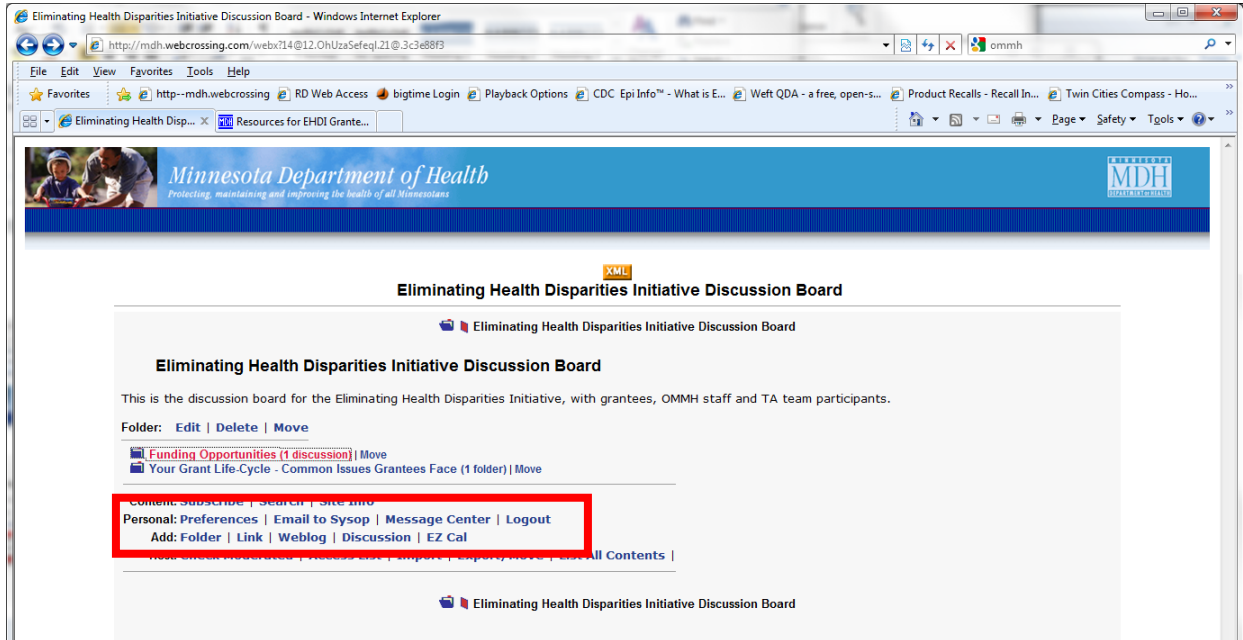 Eliminating Health Disparities Initiative Discussion Board - Windows Internet Explorer
http://mdh.webcrossing.com/webx?14@12.OhUzaSefeqI.21@.3c3e88f3 ommh
File Edit View Favorites Tools Help
Favorites http--mdh.webcrossing RD Web Access bigtime Login Playback Options CDC Epi Info™ - What is E... Weft QDA - a free, open-s... Product Recalls - Recall In... Twin Cities Compass - Ho...
Eliminating Health Disp... X MDH Resources for EHDI Grante... Page Safety Tools
Minnesota Department of Health
Protecting, maintaining and improving the health of all Minnesotans
MINNESOTA
MDH
DEPARTMENT OF HEALTH
XML
Eliminating Health Disparities Initiative Discussion Board
Eliminating Health Disparities Initiative Discussion Board
Eliminating Health Disparities Initiative Discussion Board
This is the discussion board for the Eliminating Health Disparities Initiative, with grantees, OMMH staff and TA team participants.
Folder: Edit | Delete | Move
Funding Opportunities (1 discussion) | Move
Your Grant Life-Cycle - Common Issues Grantees Face (1 folder) | Move
Content: Subscribe | Search | Site Info
Personal: Preferences | Email to Sysop | Message Center | Logout
Add: Folder | Link | Weblog | Discussion | EZ Cal
Host: Check Moderated | Access List | Import | Export/Move | List All Contents |
Eliminating Health Disparities Initiative Discussion Board